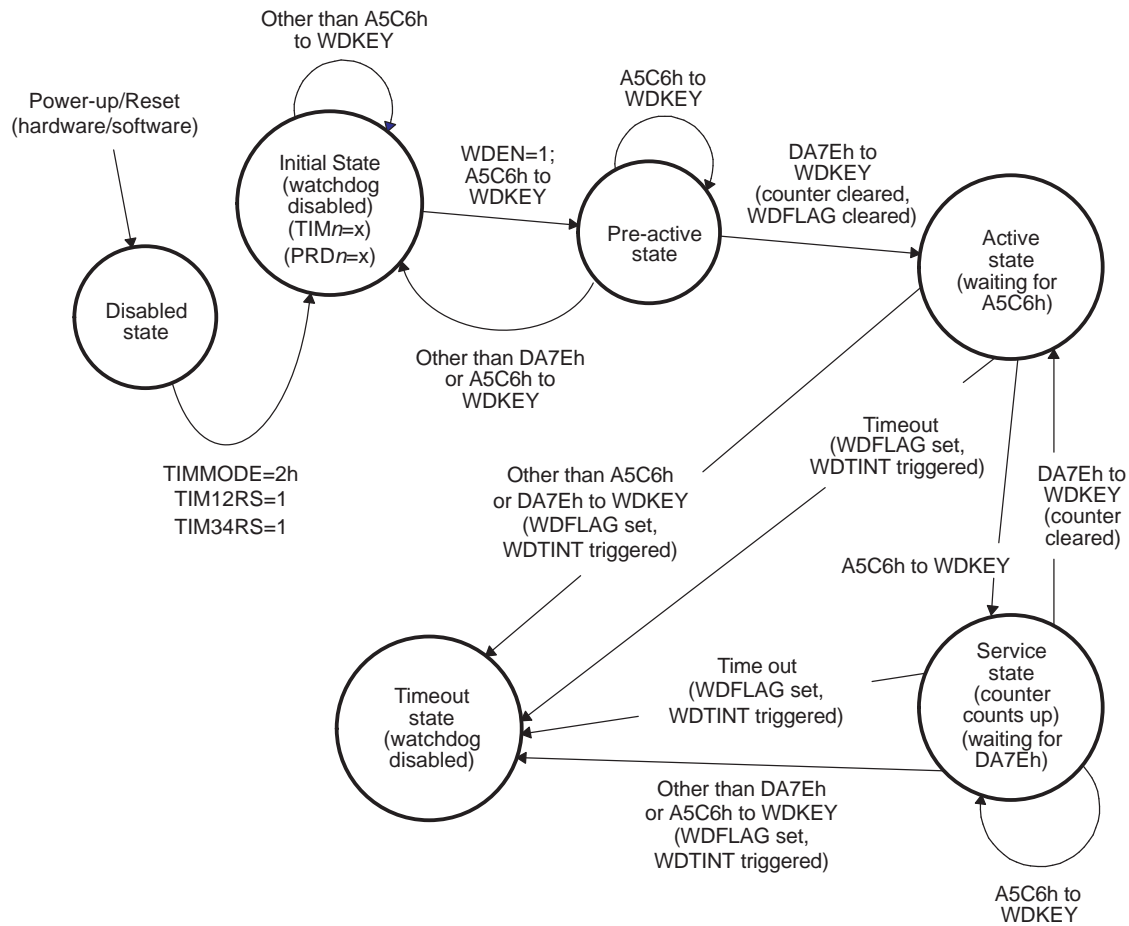 Other than A5C6h
to WDKEY
Power-up/Reset
(hardware/software)
Initial State
(watchdog
disabled)
(TIMn=x)
(PRDn=x)
WDEN=1;
A5C6h to
WDKEY
A5C6h to
WDKEY
Pre-active
state
DA7Eh to
WDKEY
(counter cleared,
WDFLAG cleared)
Active
state
(waiting for
A5C6h)
Disabled
state
Other than DA7Eh
or A5C6h to
WDKEY
TIMMODE=2h
TIM12RS=1
TIM34RS=1
Other than A5C6h
or DA7Eh to WDKEY
(WDFLAG set,
WDTINT triggered)
Timeout
(WDFLAG set,
WDTINT triggered)
DA7Eh to
WDKEY
(counter
cleared)
A5C6h to WDKEY
Timeout
state
(watchdog
disabled)
Time out
(WDFLAG set,
WDTINT triggered)
Service
state
(counter
counts up)
(waiting for
DA7Eh)
Other than DA7Eh
or A5C6h to WDKEY
(WDFLAG set,
WDTINT triggered)
A5C6h to
WDKEY